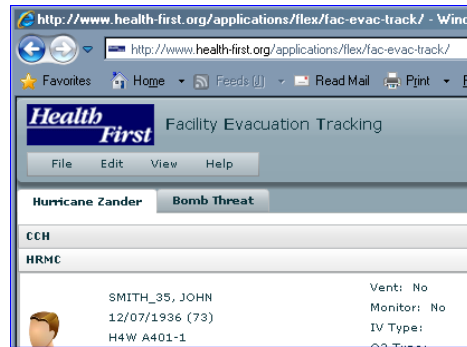 http://www.health-first.org/applications/flex/fac-evac-track/ - Wind
http://www.health-first.org/applications/flex/fac-evac-track/
Favorites Home Feeds (J) Read Mail Print
Health First Facility Evacuation Tracking
File Edit View Help
Hurricane Zander Bomb Threat
CCH
HRMC
Vent: No
SMITH_35, JOHN
Monitor: No
12/07/1936 (73)
IV Type:
H4W A401-1
O2 Type: